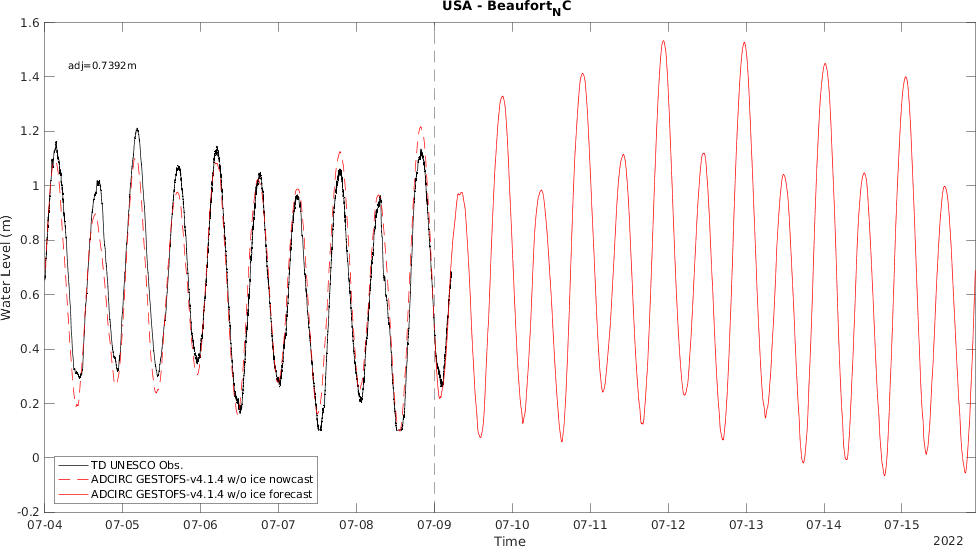 USA - Beaufort_NC
adj=0.7392m
Water Level (m)
1.6
1.4
1.2
1
0.8
0.6
0.4
0.2
0
-0.2
TD UNESCO Obs.
ADCIRC GESTOFS-v4.1.4 w/o ice nowcast
ADCIRC GESTOFS-v4.1.4 w/o ice forecast
07-04 07-05 07-06 07-07 07-08 07-09 07-10 07-11 07-12 07-13 07-14 07-15
Time
2022